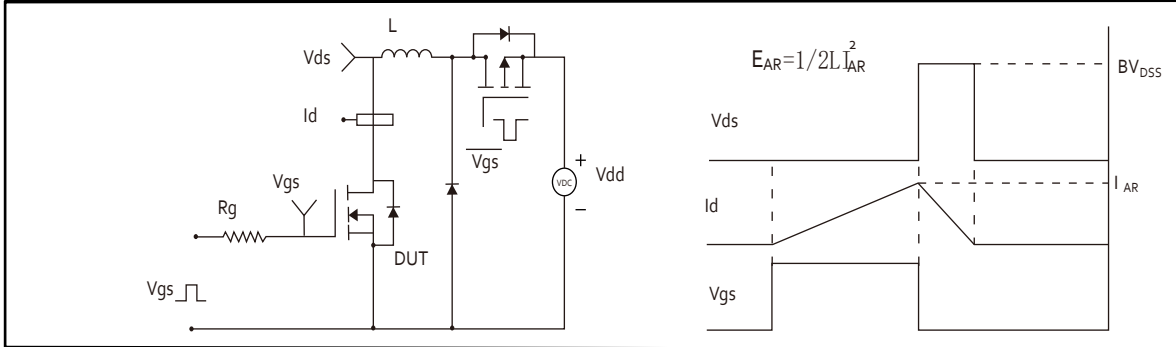 L
Vds
Id
Vgs
Rg
DUT
Vgs
Vgs
VDC
+
Vdd
−
E_AR=1/2LI²_AR
BV_DSS
Vds
I_AR
Id
Vgs